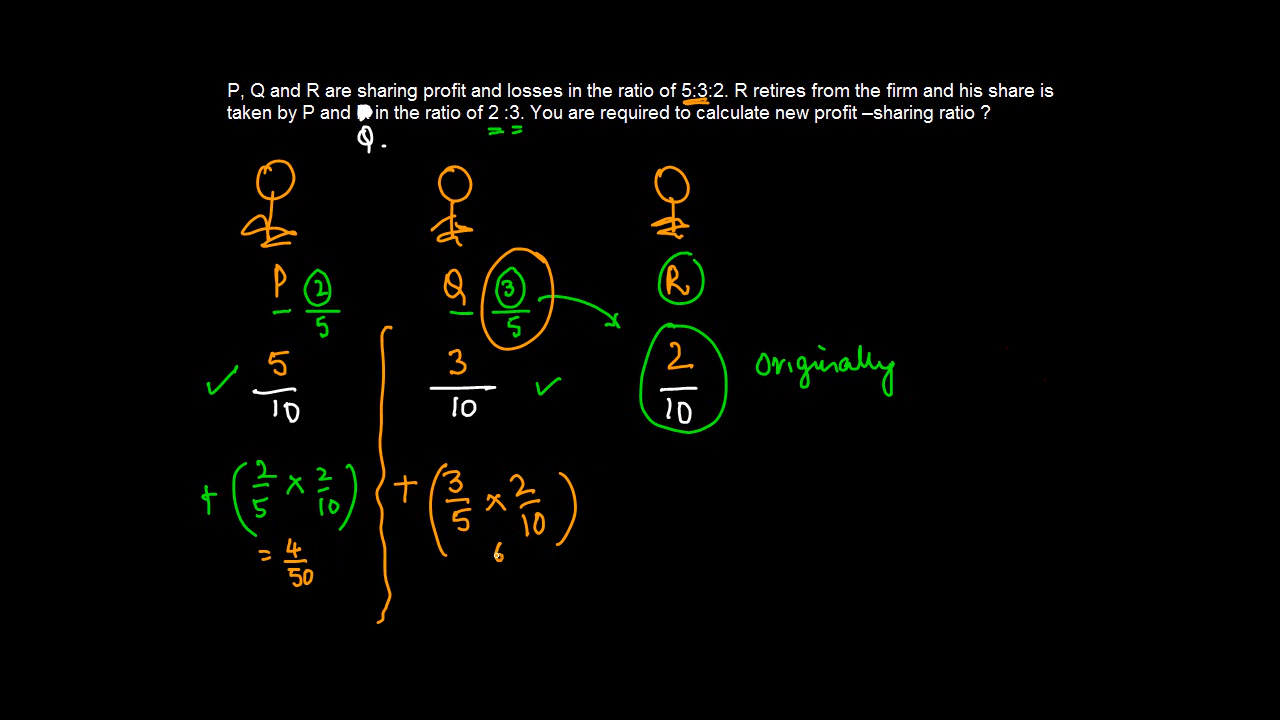 P, Q and R are sharing profit and losses in the ratio of 5:3:2. R retires from the firm and his share is
taken by P and in the ratio of 2 :3. You are required to calculate new profit –sharing ratio ?
Q.
P 2/5 Q 3/5 R
5/10 3/10 2/10 originally
+ (2/5 × 2/10) + (3/5 × 2/10)
= 4/50 6